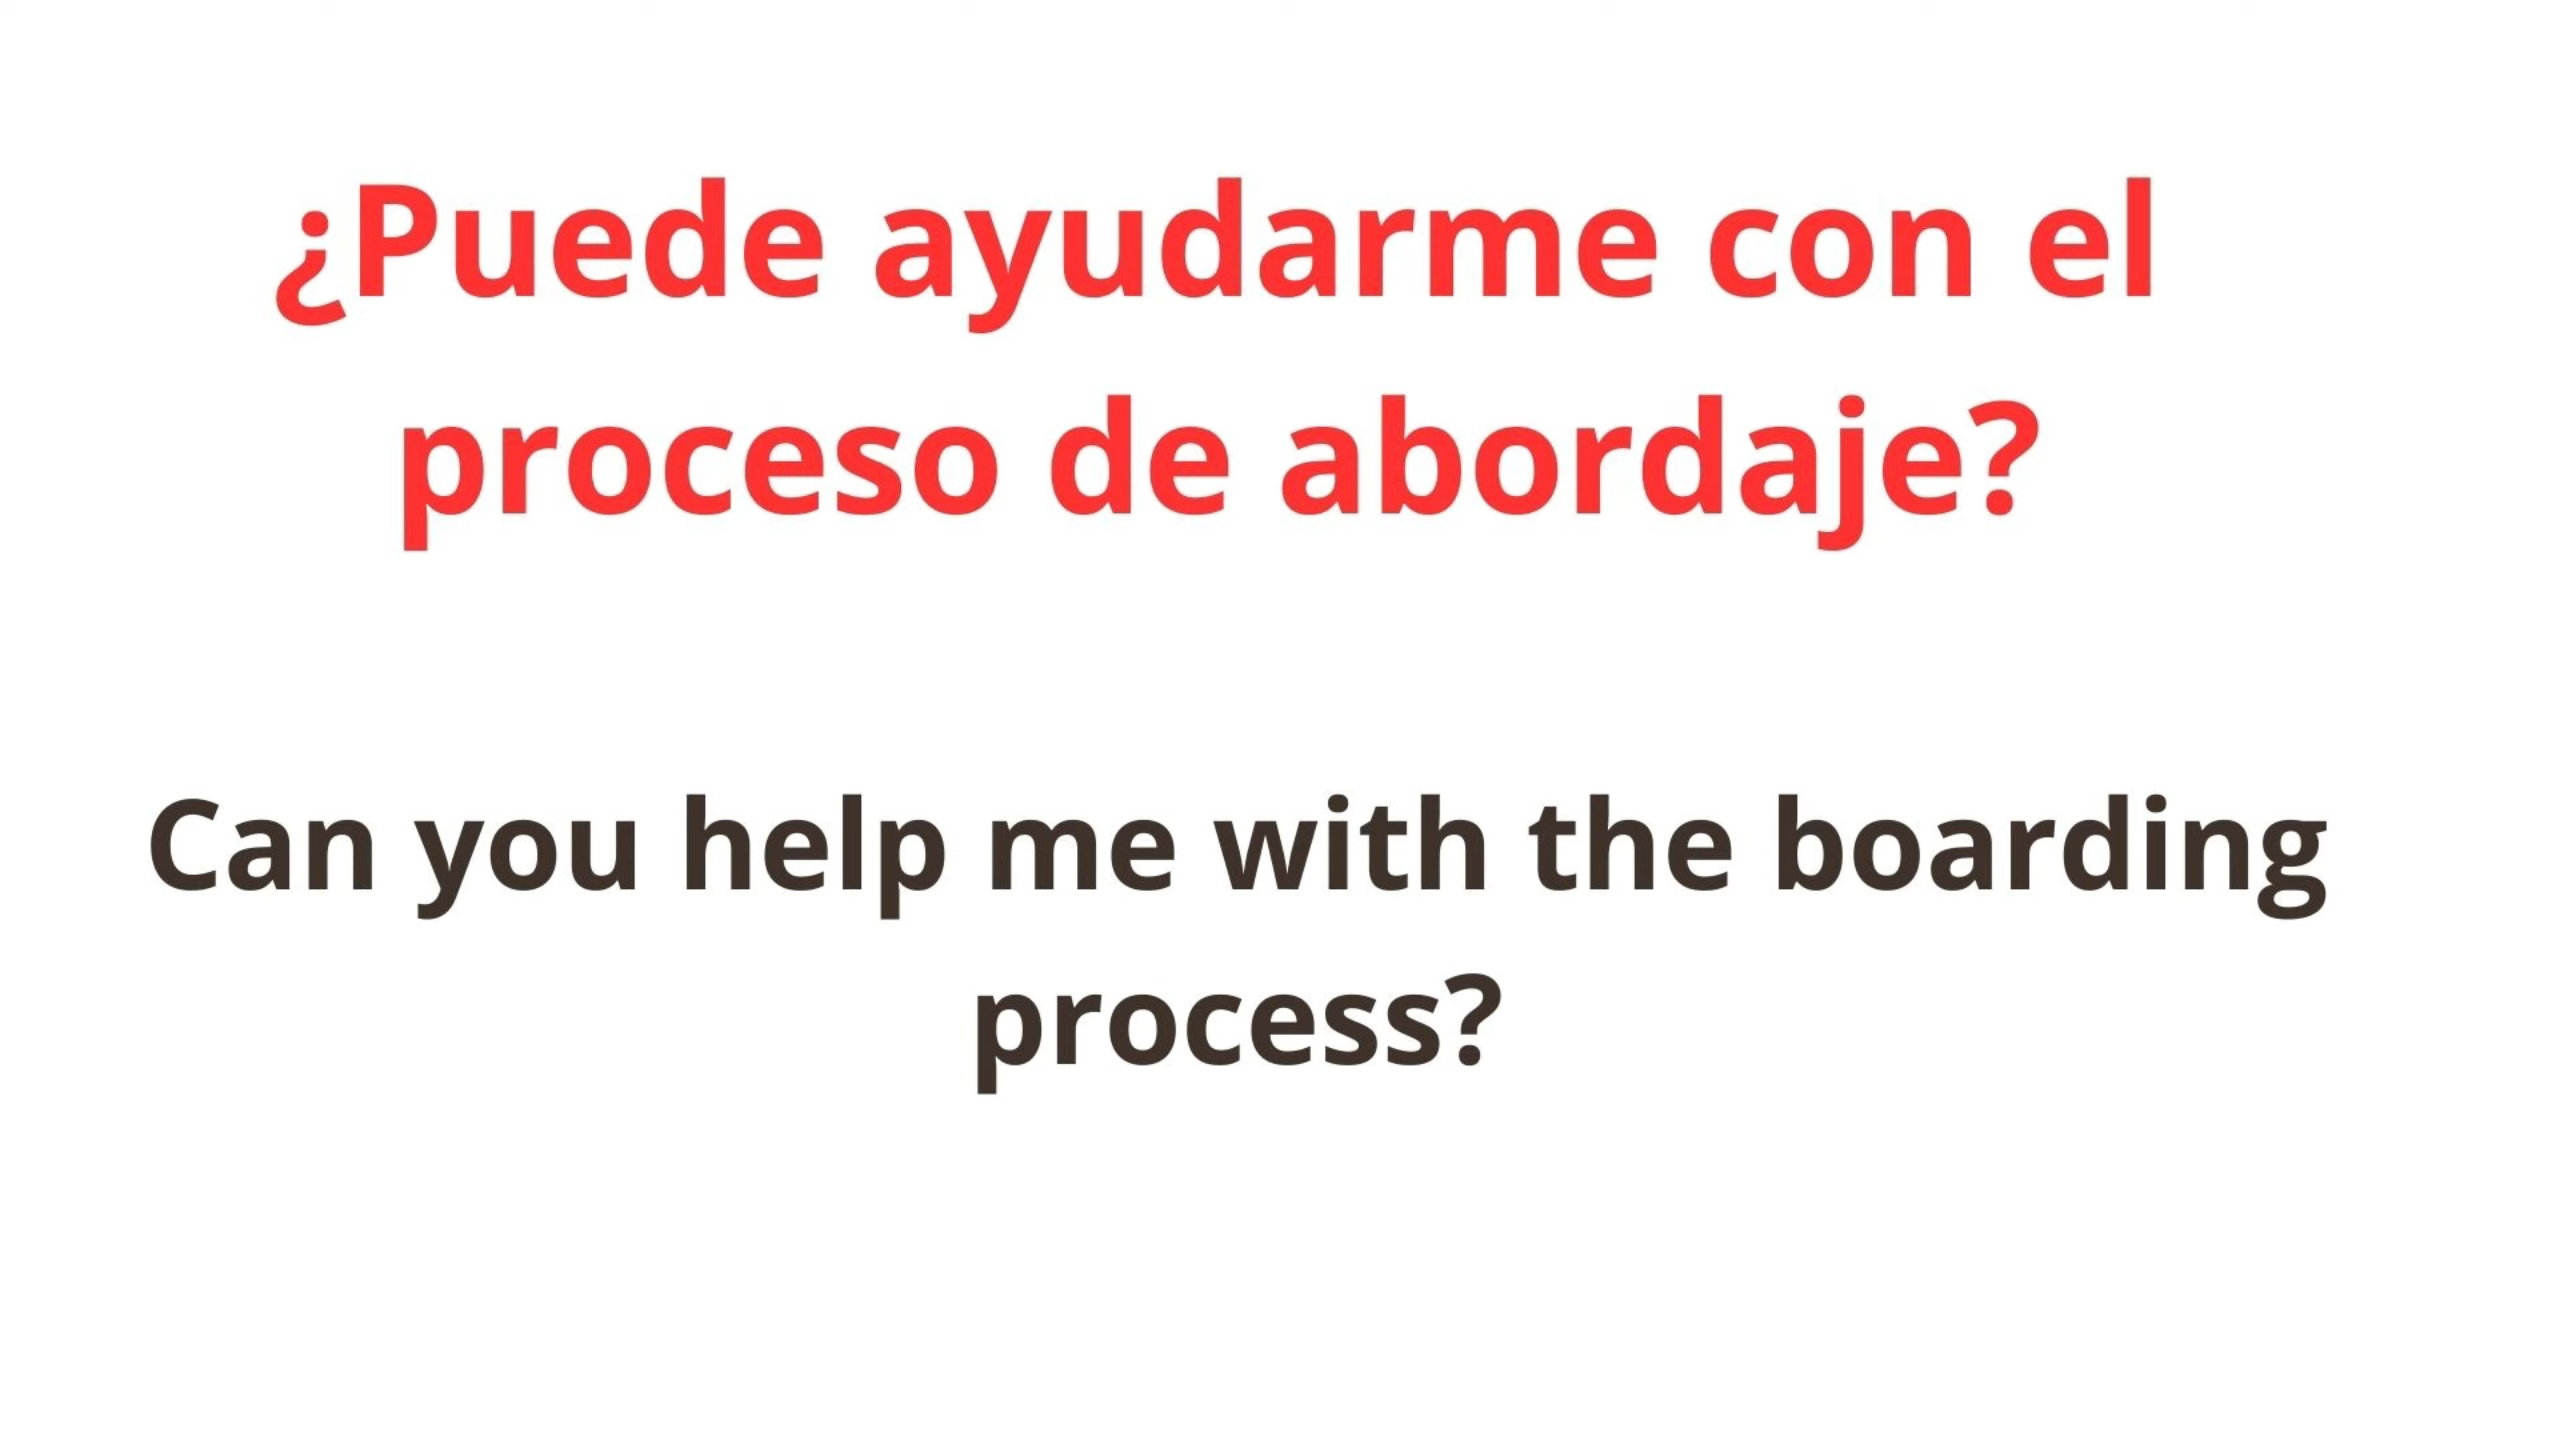 ¿Puede ayudarme con el
proceso de abordaje?
Can you help me with the boarding
process?